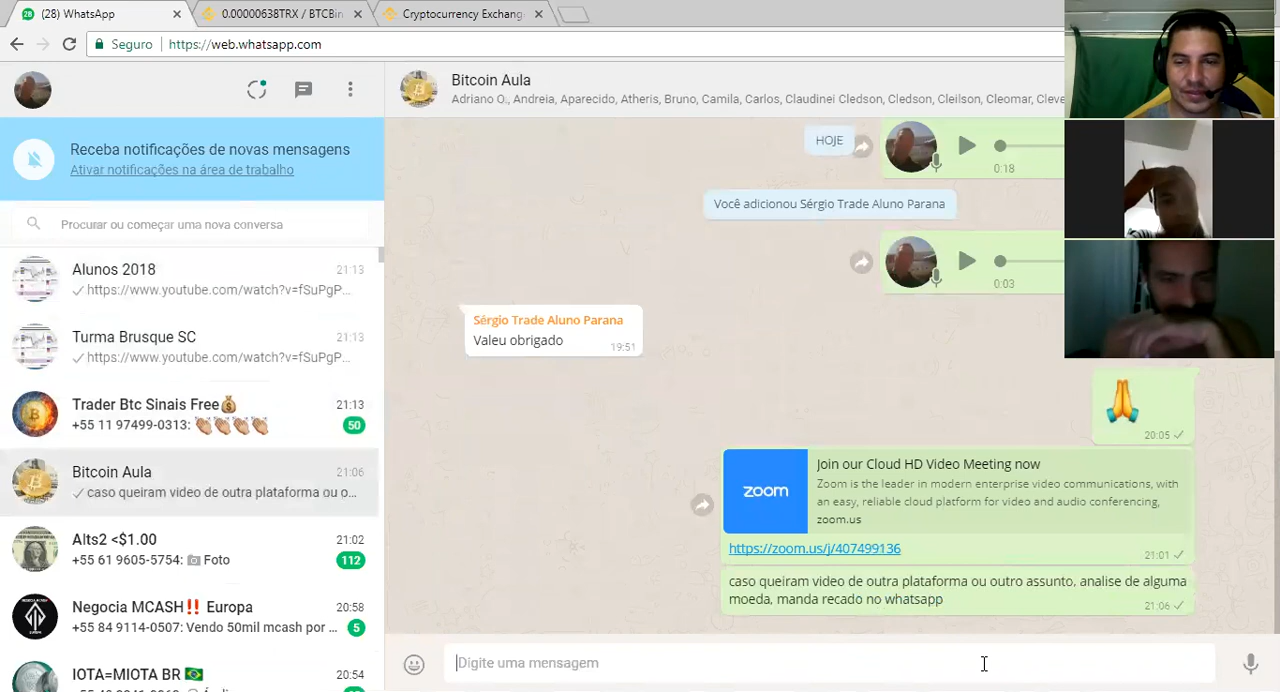 (28) WhatsApp
0.00000638TRX / BTCBin
Cryptocurrency Exchang
Seguro
https://web.whatsapp.com
Receba notificações de novas mensagens
Ativar notificações na área de trabalho
Procurar ou começar uma nova conversa
Alunos 2018
21:13
https://www.youtube.com/watch?v=fSuPgP...
Turma Brusque SC
21:13
https://www.youtube.com/watch?v=fSuPgP...
Trader Btc Sinais Free💰
21:13
+55 11 97499-0313: 👏👏👏👏
50
Bitcoin Aula
21:06
caso queiram video de outra plataforma ou o...
Alts2 <$1.00
21:02
+55 61 9605-5754: 📷 Foto
112
Negocia MCASH‼️ Europa
20:58
+55 84 9114-0507: Vendo 50mil mcash por ...
5
IOTA=MIOTA BR 🇧🇷
20:54
Bitcoin Aula
Adriano O., Andreia, Aparecido, Atheris, Bruno, Camila, Carlos, Claudinei Cledson, Cledson, Cleilson, Cleomar, Cleve
HOJE
0:18
Você adicionou Sérgio Trade Aluno Parana
0:03
Sérgio Trade Aluno Parana
Valeu obrigado
19:51
🙏
20:05
zoom
Join our Cloud HD Video Meeting now
Zoom is the leader in modern enterprise video communications, with
an easy, reliable cloud platform for video and audio conferencing,
zoom.us
https://zoom.us/j/407499136
21:01
caso queiram video de outra plataforma ou outro assunto, analise de alguma
moeda, manda recado no whatsapp
21:06
Digite uma mensagem